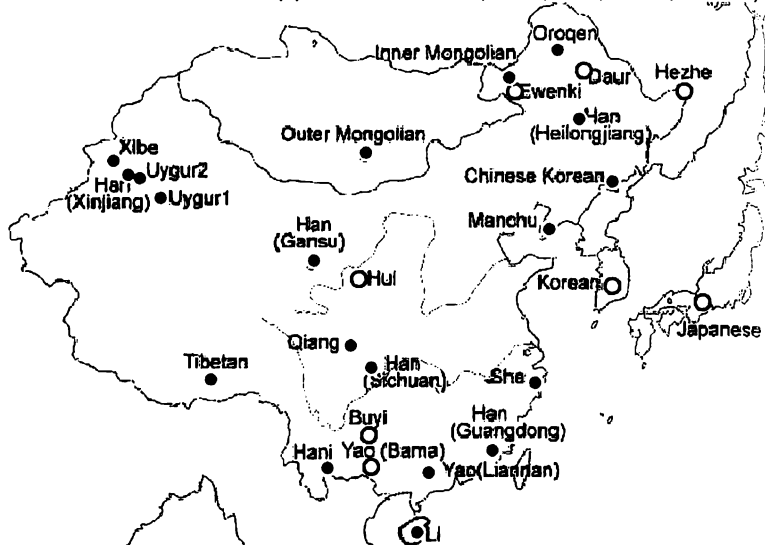 Oroqen
Inner Mongolian
Daur
Hezhe
Ewenki
Han
(Heilongjiang)
Outer Mongolian
Xibe
Uygur2
Han
(Xinjiang)
Uygur1
Chinese Korean
Manchu
Han
(Gansu)
Hui
Korean
Japanese
Qiang
Han
(Sichuan)
Tibetan
She
Buyi
Han
(Guangdong)
Hani
Yao (Bama)
Yao(Liannan)
Li